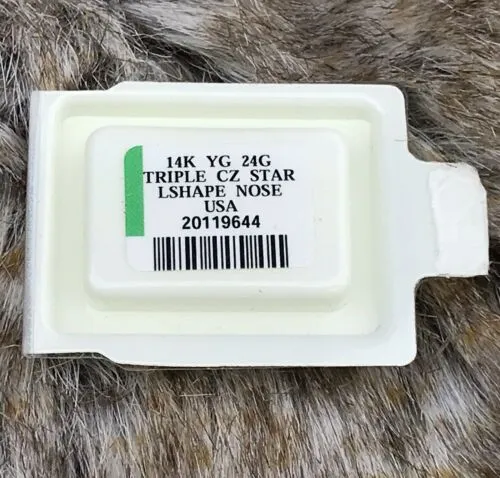 14K YG 24G
TRIPLE CZ STAR
LSHAPE NOSE
USA
20119644